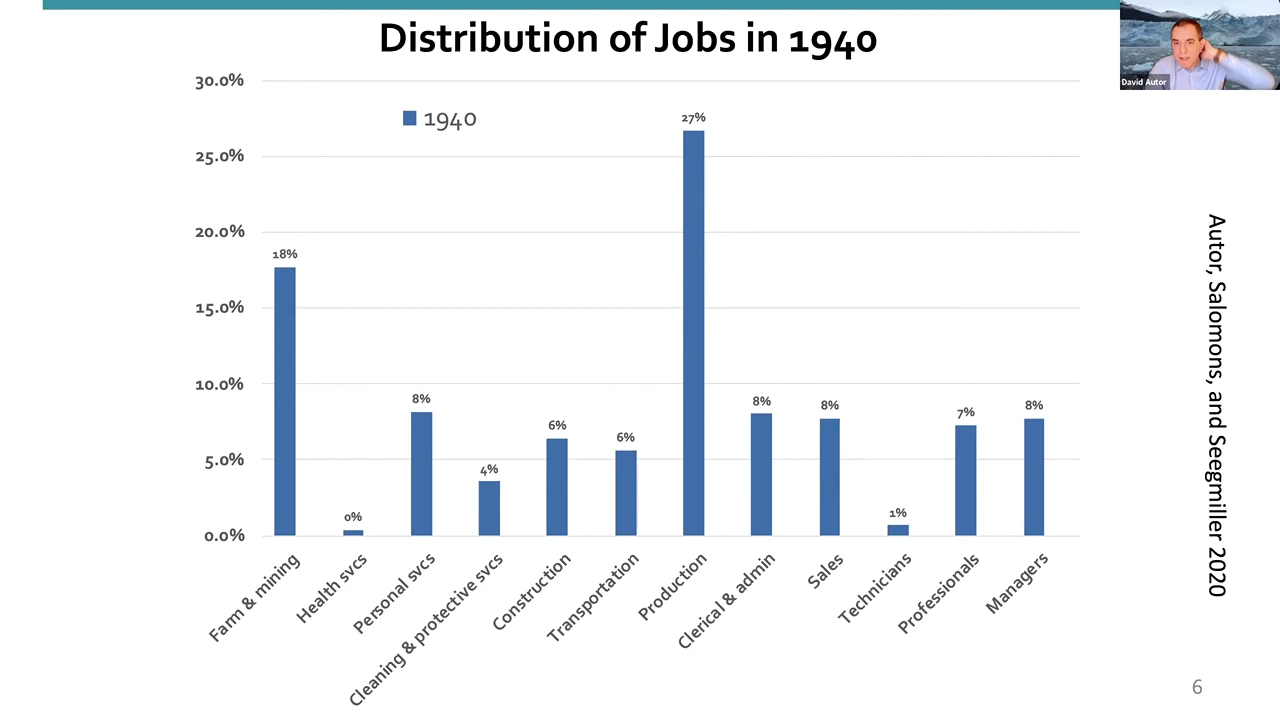 Distribution of Jobs in 1940
David Autor
30.0%
25.0%
20.0%
15.0%
10.0%
5.0%
0.0%
1940
18%
0%
8%
4%
6%
6%
27%
8%
8%
1%
7%
8%
Farm & mining
Health svcs
Personal svcs
Cleaning & protective svcs
Construction
Transportation
Production
Clerical & admin
Sales
Technicians
Professionals
Managers
Autor, Salomons, and Seegmiller 2020
6